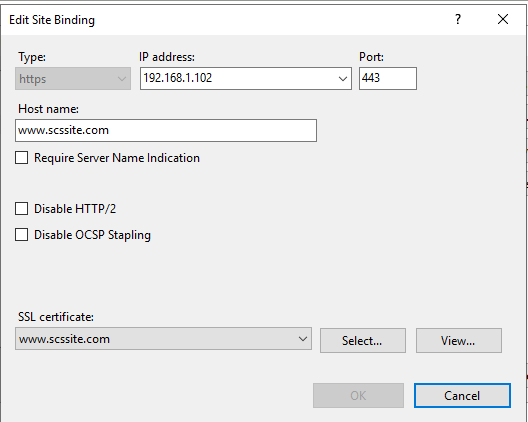 Edit Site Binding
?
Type:
IP address:
Port:
https
192.168.1.102
443
Host name:
www.scssite.com
Require Server Name Indication
Disable HTTP/2
Disable OCSP Stapling
SSL certificate:
www.scssite.com
Select...
View...
OK
Cancel